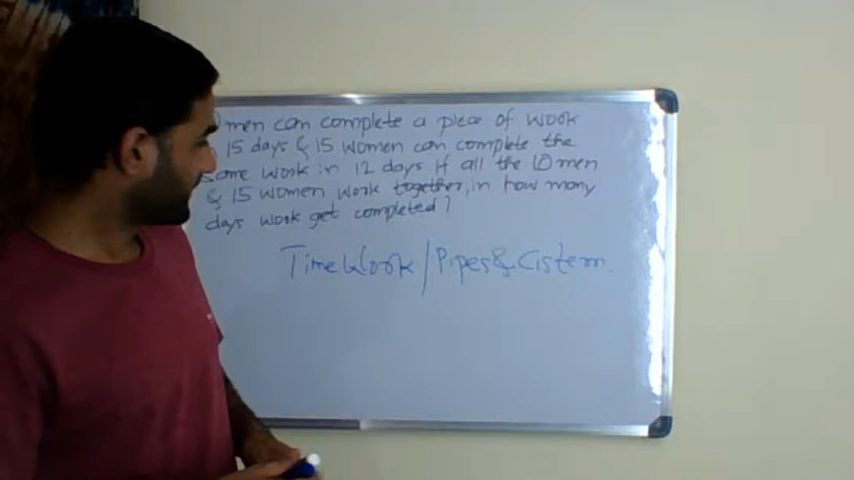 men can complete a piece of work
15 days & 15 women can complete the
same work in 12 days if all the 10 men
& 15 women work together, in how many
days work get completed?
Time Work / Pipes & Cistern